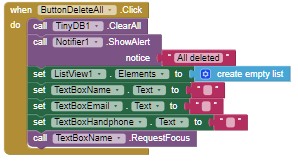 when ButtonDeleteAll .Click
do call TinyDB1 .ClearAll
call Notifier1 .ShowAlert
notice " All deleted "
set ListView1 . Elements to create empty list
set TextBoxName . Text to " "
set TextBoxEmail . Text to " "
set TextBoxHandphone . Text to " "
call TextBoxName .RequestFocus